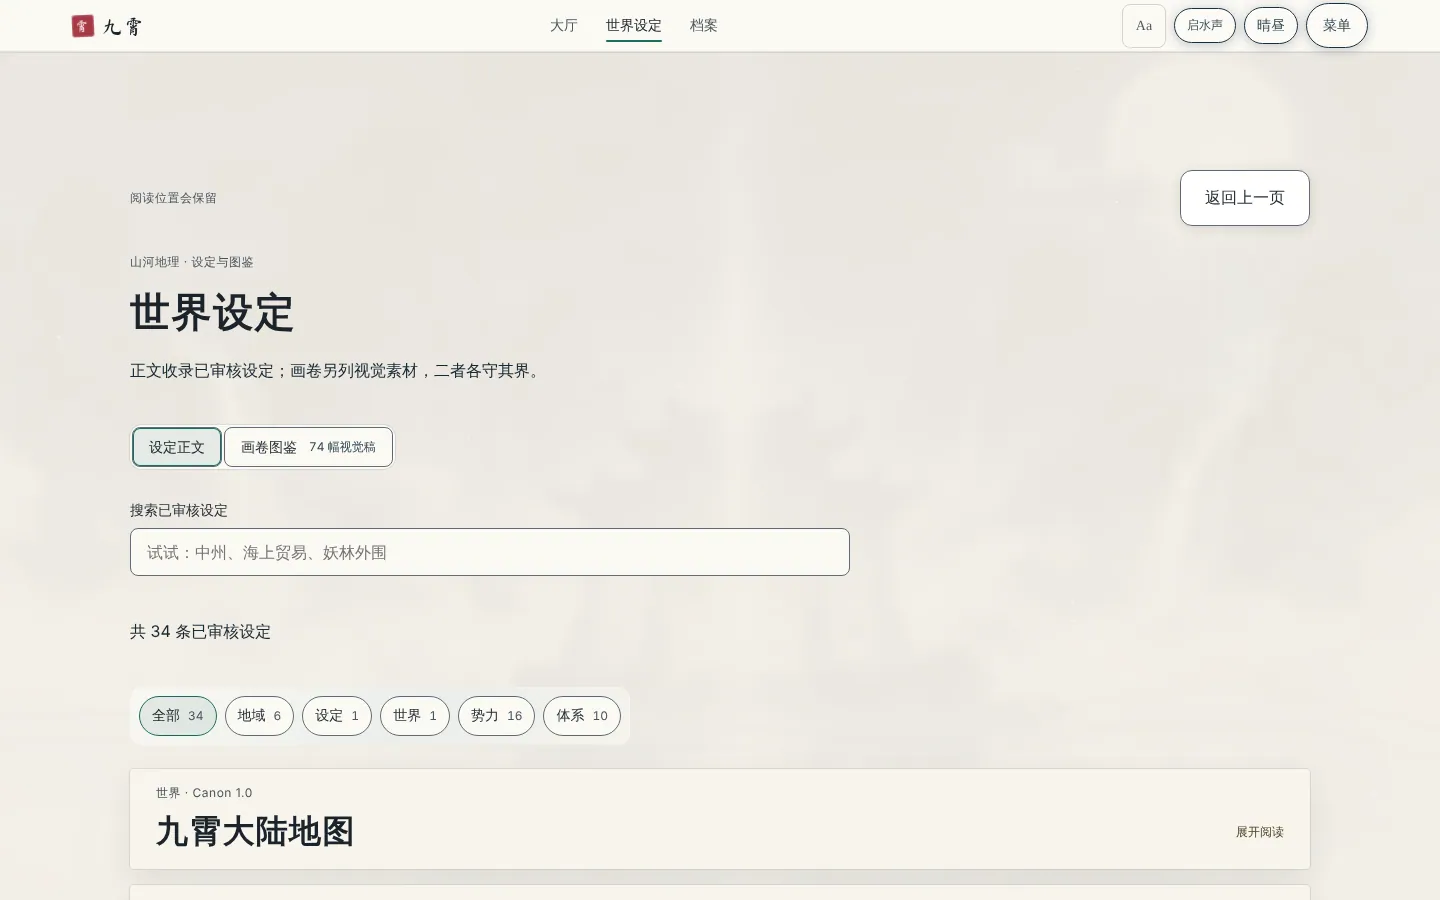 霄 九霄
大厅 世界设定 档案
Aa 启水声 晴昼 菜单
阅读位置会保留
返回上一页
山河地理 · 设定与图鉴
世界设定
正文收录已审核设定；画卷另列视觉素材，二者各守其界。
设定正文 画卷图鉴 74 幅视觉稿
搜索已审核设定
试试：中州、海上贸易、妖林外围
共 34 条已审核设定
全部 34 地域 6 设定 1 世界 1 势力 16 体系 10
世界 · Canon 1.0
九霄大陆地图
展开阅读